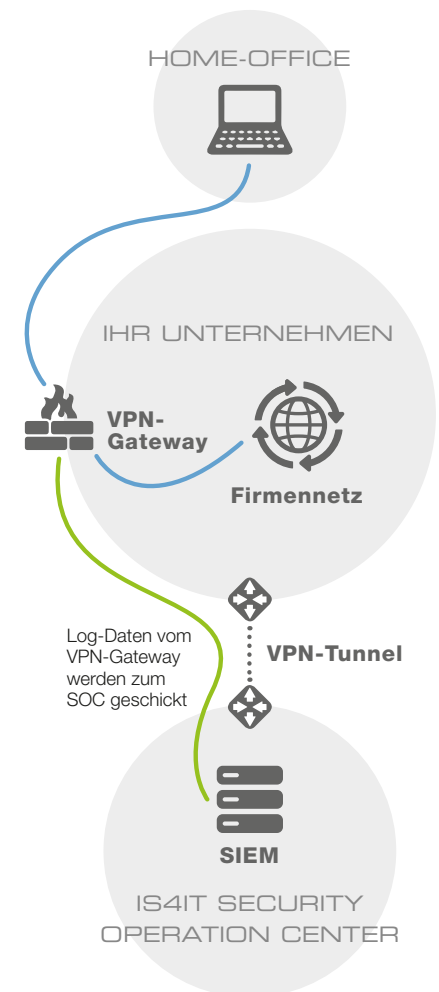 HOME-OFFICE
IHR UNTERNEHMEN
VPN-
Gateway
Firmennetz
Log-Daten vom
VPN-Gateway
werden zum
SOC geschickt
VPN-Tunnel
SIEM
IS4IT SECURITY
OPERATION CENTER